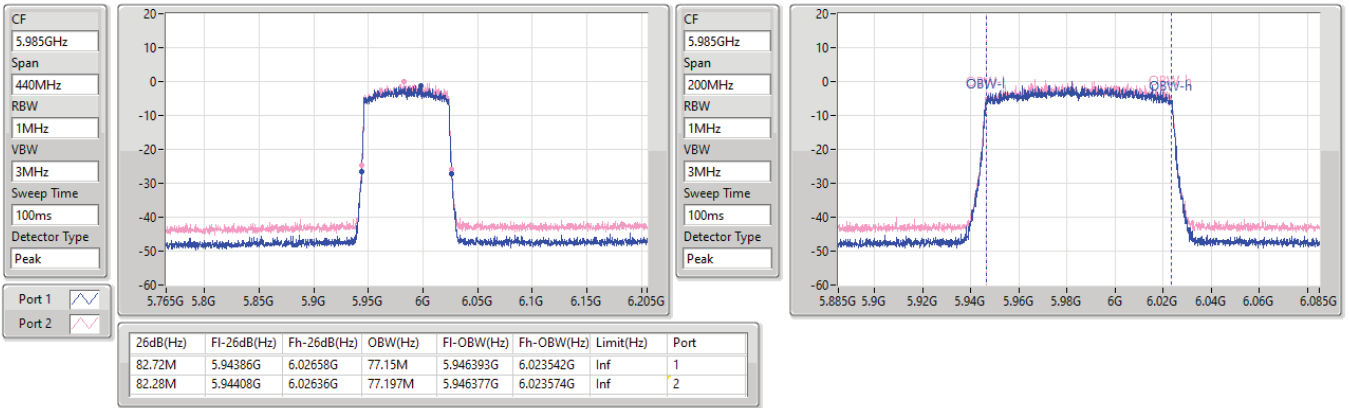 CF
5.985GHz
Span
440MHz
RBW
1MHz
VBW
3MHz
Sweep Time
100ms
Detector Type
Peak
Port 1
Port 2
20
10
0
-10
-20
-30
-40
-50
-60
5.765G 5.8G 5.85G 5.9G 5.95G 6G 6.05G 6.1G 6.15G 6.205G
CF
5.985GHz
Span
200MHz
RBW
1MHz
VBW
3MHz
Sweep Time
100ms
Detector Type
Peak
20
10
0
-10
-20
-30
-40
-50
-60
OBW-l
OBW-h
OBW-h
5.885G 5.9G 5.92G 5.94G 5.96G 5.98G 6G 6.02G 6.04G 6.06G 6.085G
26dB(Hz) Fl-26dB(Hz) Fh-26dB(Hz) OBW(Hz) Fl-OBW(Hz) Fh-OBW(Hz) Limit(Hz) Port
82.72M 5.94386G 6.02658G 77.15M 5.946393G 6.023542G Inf 1
82.28M 5.94408G 6.02636G 77.197M 5.946377G 6.023574G Inf 2